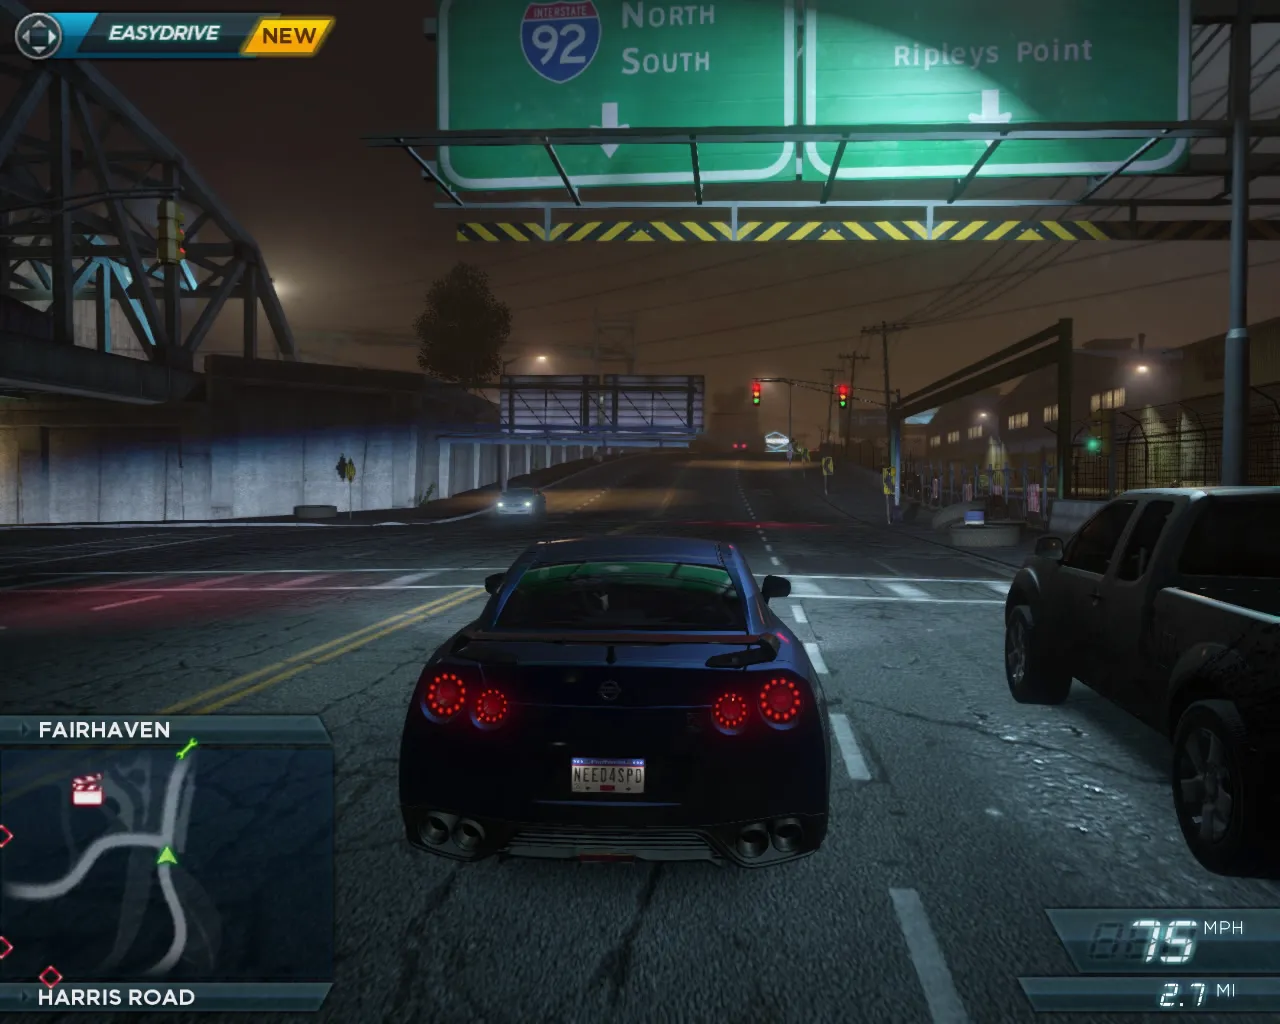 EASYDRIVE NEW
INTERSTATE
92
NORTH
SOUTH
Ripleys Point
NEED4SPD
FAIRHAVEN
HARRIS ROAD
75 MPH
2.7 MI